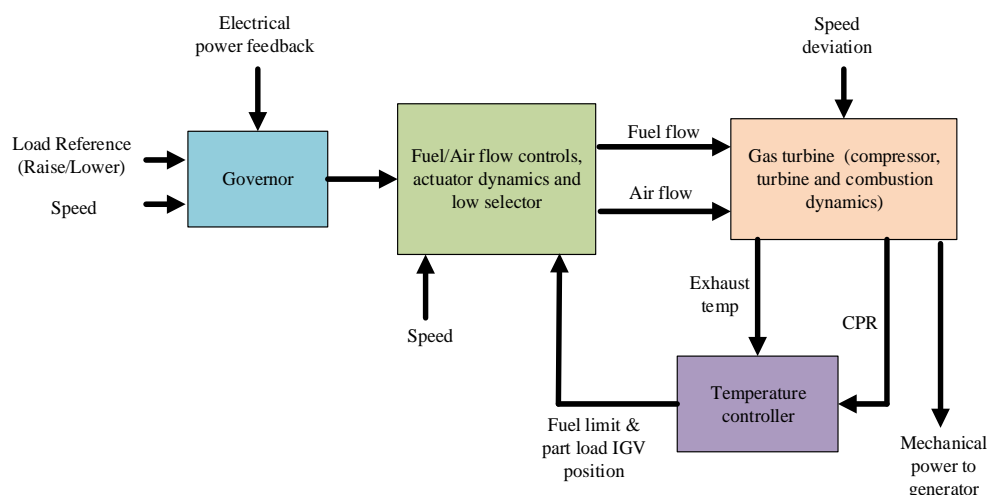 Electrical
power feedback
Speed
deviation
Load Reference
(Raise/Lower)
Speed
Governor
Fuel/Air flow controls,
actuator dynamics and
low selector
Fuel flow
Air flow
Gas turbine (compressor,
turbine and combustion
dynamics)
Speed
Exhaust
temp
CPR
Temperature
controller
Fuel limit &
part load IGV
position
Mechanical
power to
generator